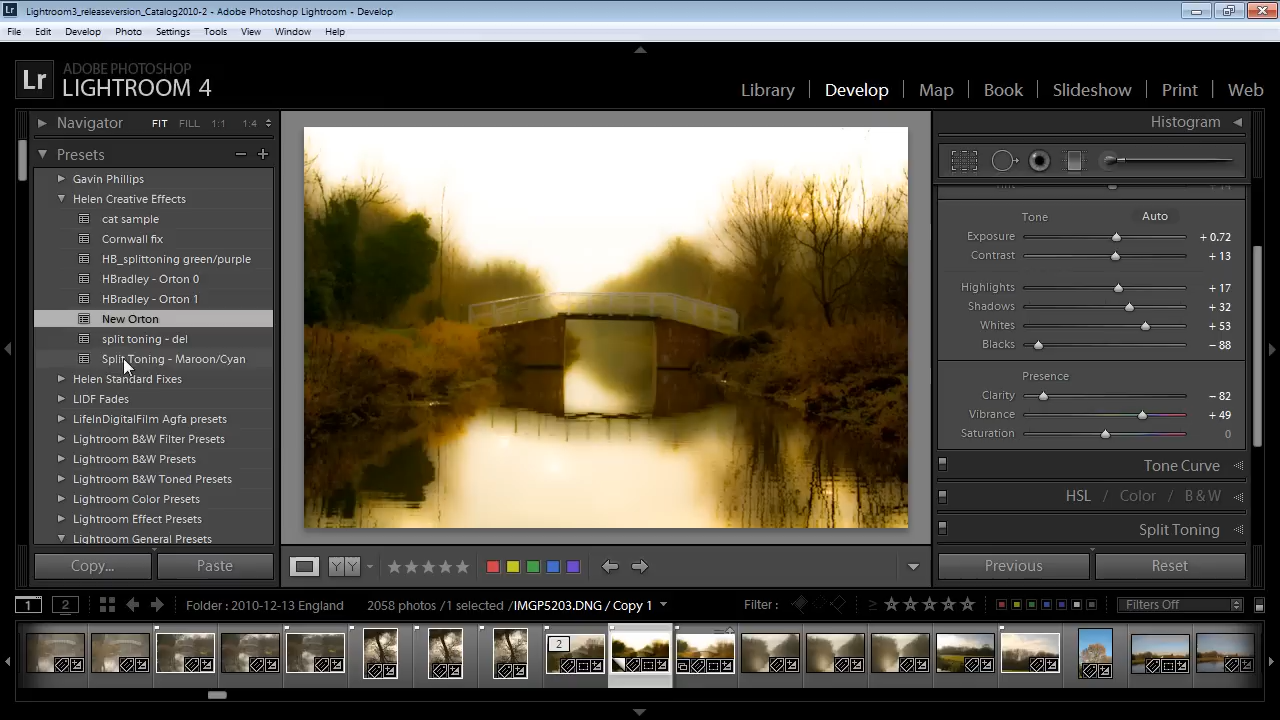 Lr Lightroom3_releaseversion_Catalog2010-2 - Adobe Photoshop Lightroom - Develop
File Edit Develop Photo Settings Tools View Window Help
Lr ADOBE PHOTOSHOP
LIGHTROOM 4
Library | Develop | Map | Book | Slideshow | Print | Web
Navigator FIT FILL 1:1 1:4
Histogram
Presets
Gavin Phillips
Helen Creative Effects
cat sample
Cornwall fix
HB_splittoning green/purple
HBradley - Orton 0
HBradley - Orton 1
New Orton
split toning - del
Split Toning - Maroon/Cyan
Helen Standard Fixes
LIDF Fades
LifeInDigitalFilm Agfa presets
Lightroom B&W Filter Presets
Lightroom B&W Presets
Lightroom B&W Toned Presets
Lightroom Color Presets
Lightroom Effect Presets
Lightroom General Presets
Tone Auto
Exposure + 0.72
Contrast + 13
Highlights + 17
Shadows + 32
Whites + 53
Blacks - 88
Presence
Clarity - 82
Vibrance + 49
Saturation 0
Tone Curve
HSL / Color / B & W
Split Toning
Copy... Paste
Previous Reset
1 2 Folder : 2010-12-13 England 2058 photos /1 selected /IMGP5203.DNG / Copy 1 Filter : Filters Off
2